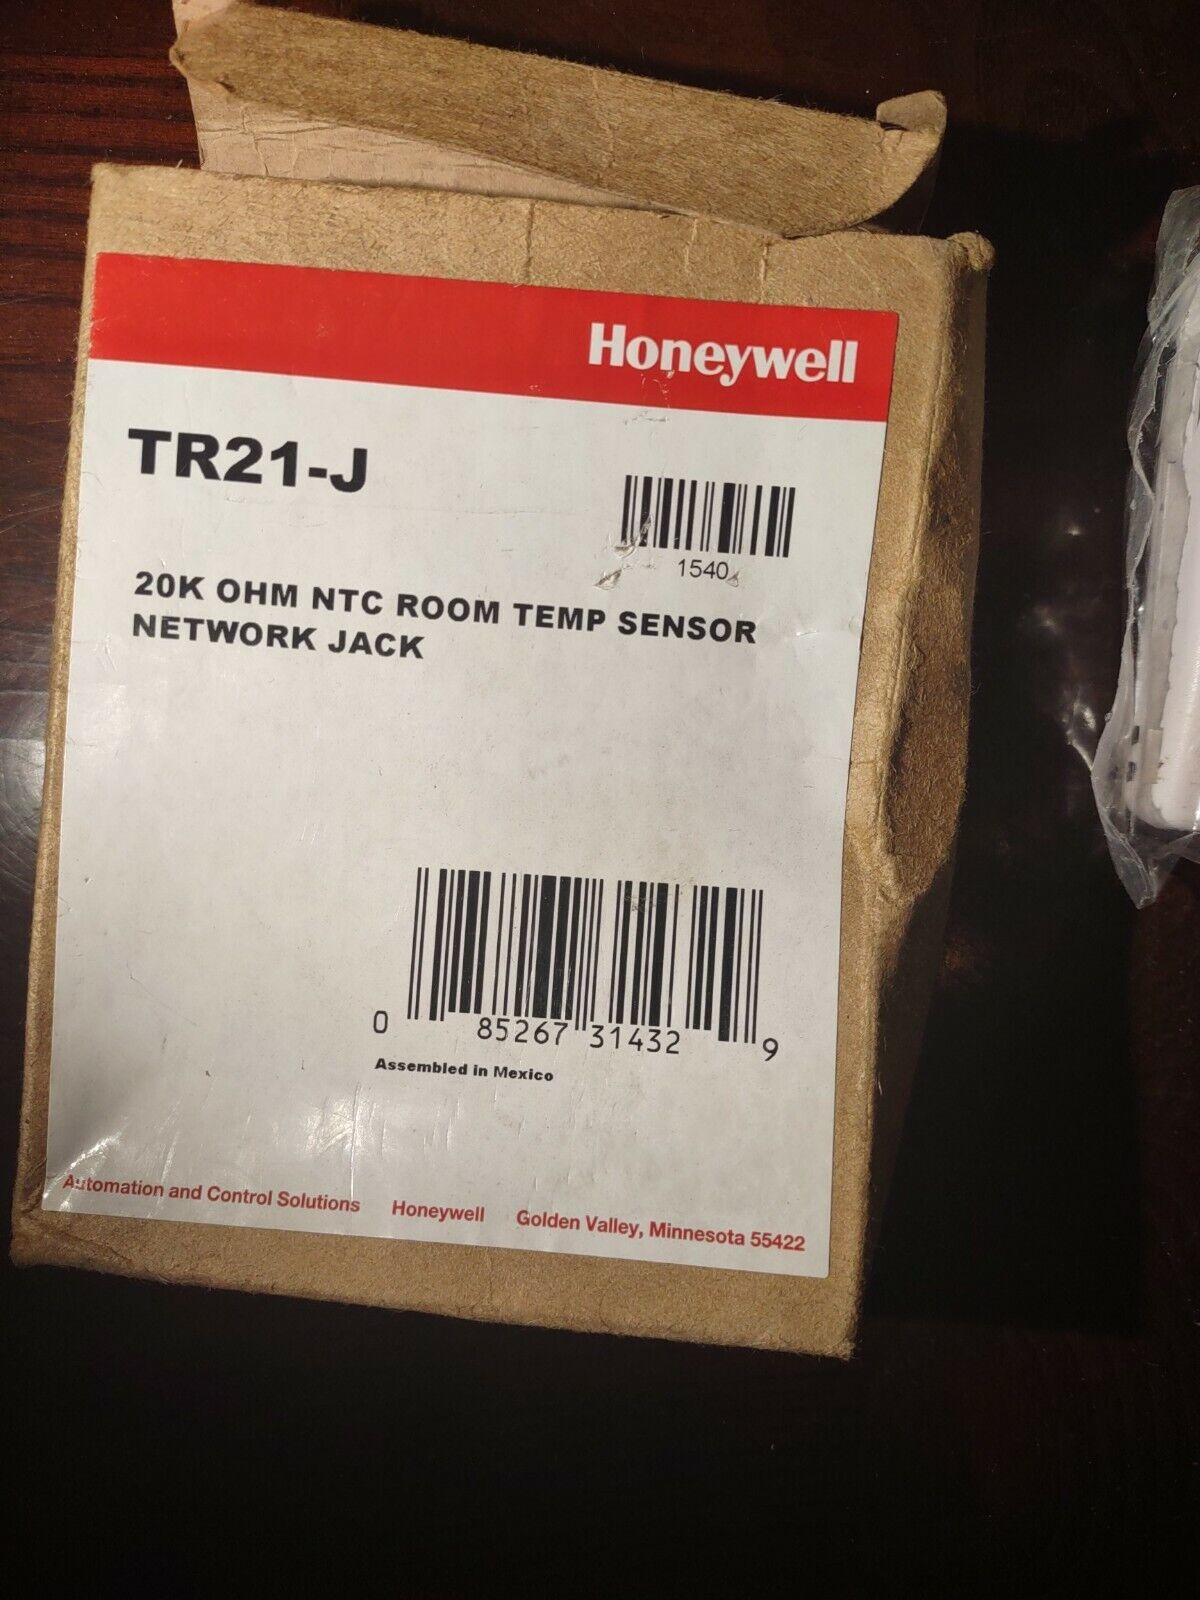 Honeywell
TR21-J
1540
20K OHM NTC ROOM TEMP SENSOR
NETWORK JACK
0 85267 31432 9
Assembled in Mexico
Automation and Control Solutions Honeywell Golden Valley, Minnesota 55422